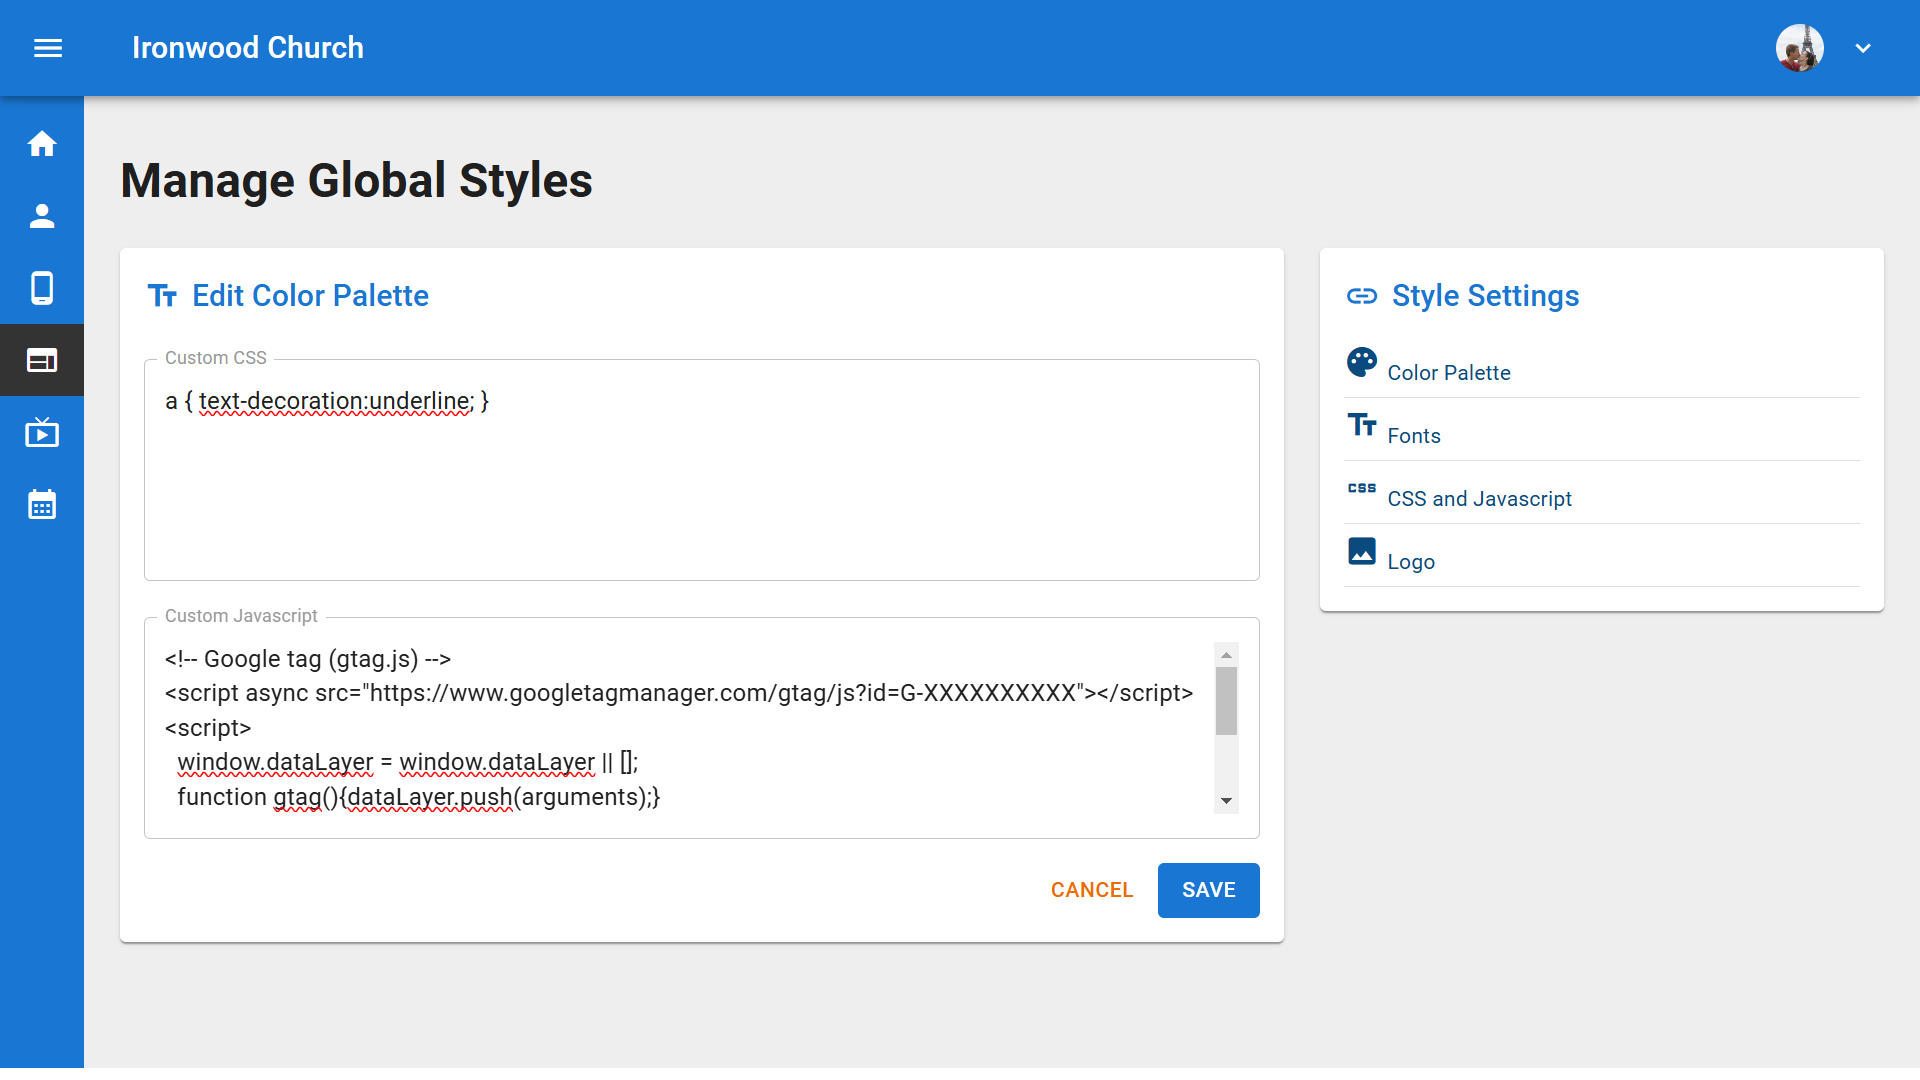 Ironwood Church
Manage Global Styles
Edit Color Palette
Custom CSS
a { text-decoration:underline; }
Custom Javascript
<!-- Google tag (gtag.js) -->
<script async src="https://www.googletagmanager.com/gtag/js?id=G-XXXXXXXXXX"></script>
<script>
window.dataLayer = window.dataLayer || [];
function gtag(){dataLayer.push(arguments);}
CANCEL
SAVE
Style Settings
Color Palette
Fonts
CSS
CSS and Javascript
Logo